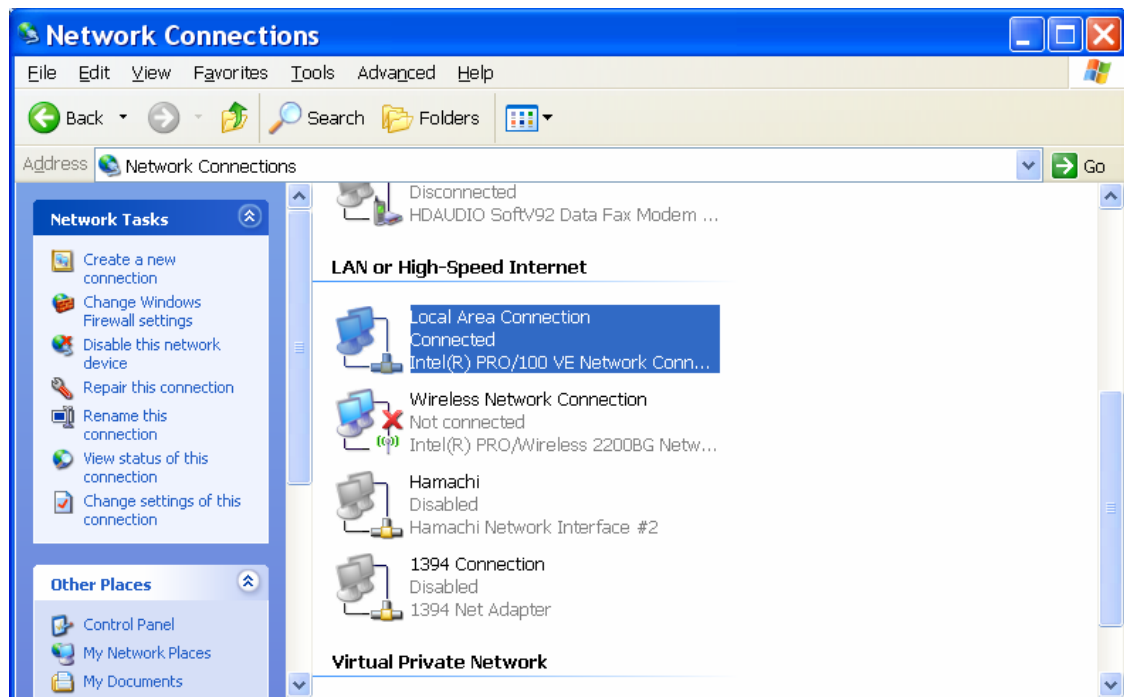 Network Connections
File Edit View Favorites Tools Advanced Help
Back Search Folders
Address Network Connections Go
Network Tasks
Create a new
connection
Change Windows
Firewall settings
Disable this network
device
Repair this connection
Rename this
connection
View status of this
connection
Change settings of this
connection
Other Places
Control Panel
My Network Places
My Documents
Disconnected
HDAUDIO SoftV92 Data Fax Modem ...
LAN or High-Speed Internet
Local Area Connection
Connected
Intel(R) PRO/100 VE Network Conn...
Wireless Network Connection
Not connected
Intel(R) PRO/Wireless 2200BG Netw...
Hamachi
Disabled
Hamachi Network Interface #2
1394 Connection
Disabled
1394 Net Adapter
Virtual Private Network